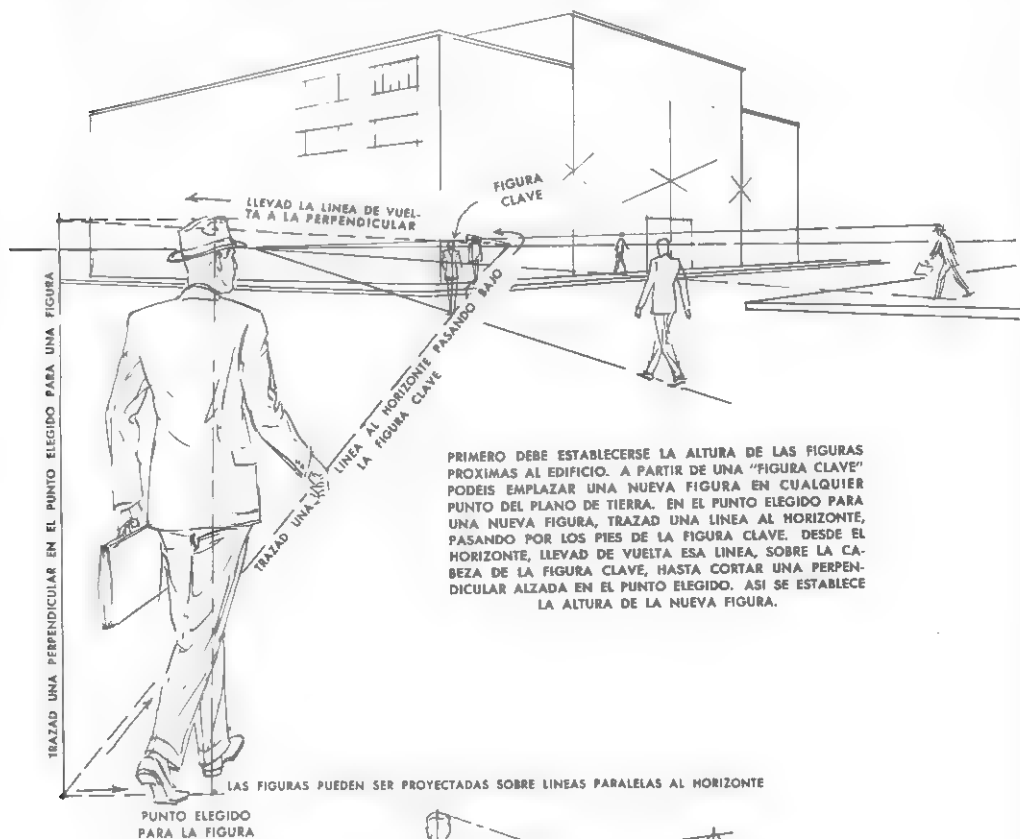 FIGURA
CLAVE
LLEVAD LA LINEA DE VUEL-
TA A LA PERPENDICULAR
TRAZAD UNA PERPENDICULAR EN EL PUNTO ELEGIDO PARA UNA FIGURA
TRAZAD UNA LINEA AL HORIZONTE PASANDO BAJO
LA FIGURA CLAVE
PRIMERO DEBE ESTABLECERSE LA ALTURA DE LAS FIGURAS
PROXIMAS AL EDIFICIO. A PARTIR DE UNA "FIGURA CLAVE"
PODEIS EMPLAZAR UNA NUEVA FIGURA EN CUALQUIER
PUNTO DEL PLANO DE TIERRA. EN EL PUNTO ELEGIDO PARA
UNA NUEVA FIGURA, TRAZAD UNA LINEA AL HORIZONTE,
PASANDO POR LOS PIES DE LA FIGURA CLAVE. DESDE EL
HORIZONTE, LLEVAD DE VUELTA ESA LINEA, SOBRE LA CA-
BEZA DE LA FIGURA CLAVE, HASTA CORTAR UNA PERPEN-
DICULAR ALZADA EN EL PUNTO ELEGIDO. ASI SE ESTABLECE
LA ALTURA DE LA NUEVA FIGURA.
LAS FIGURAS PUEDEN SER PROYECTADAS SOBRE LINEAS PARALELAS AL HORIZONTE
PUNTO ELEGIDO
PARA LA FIGURA